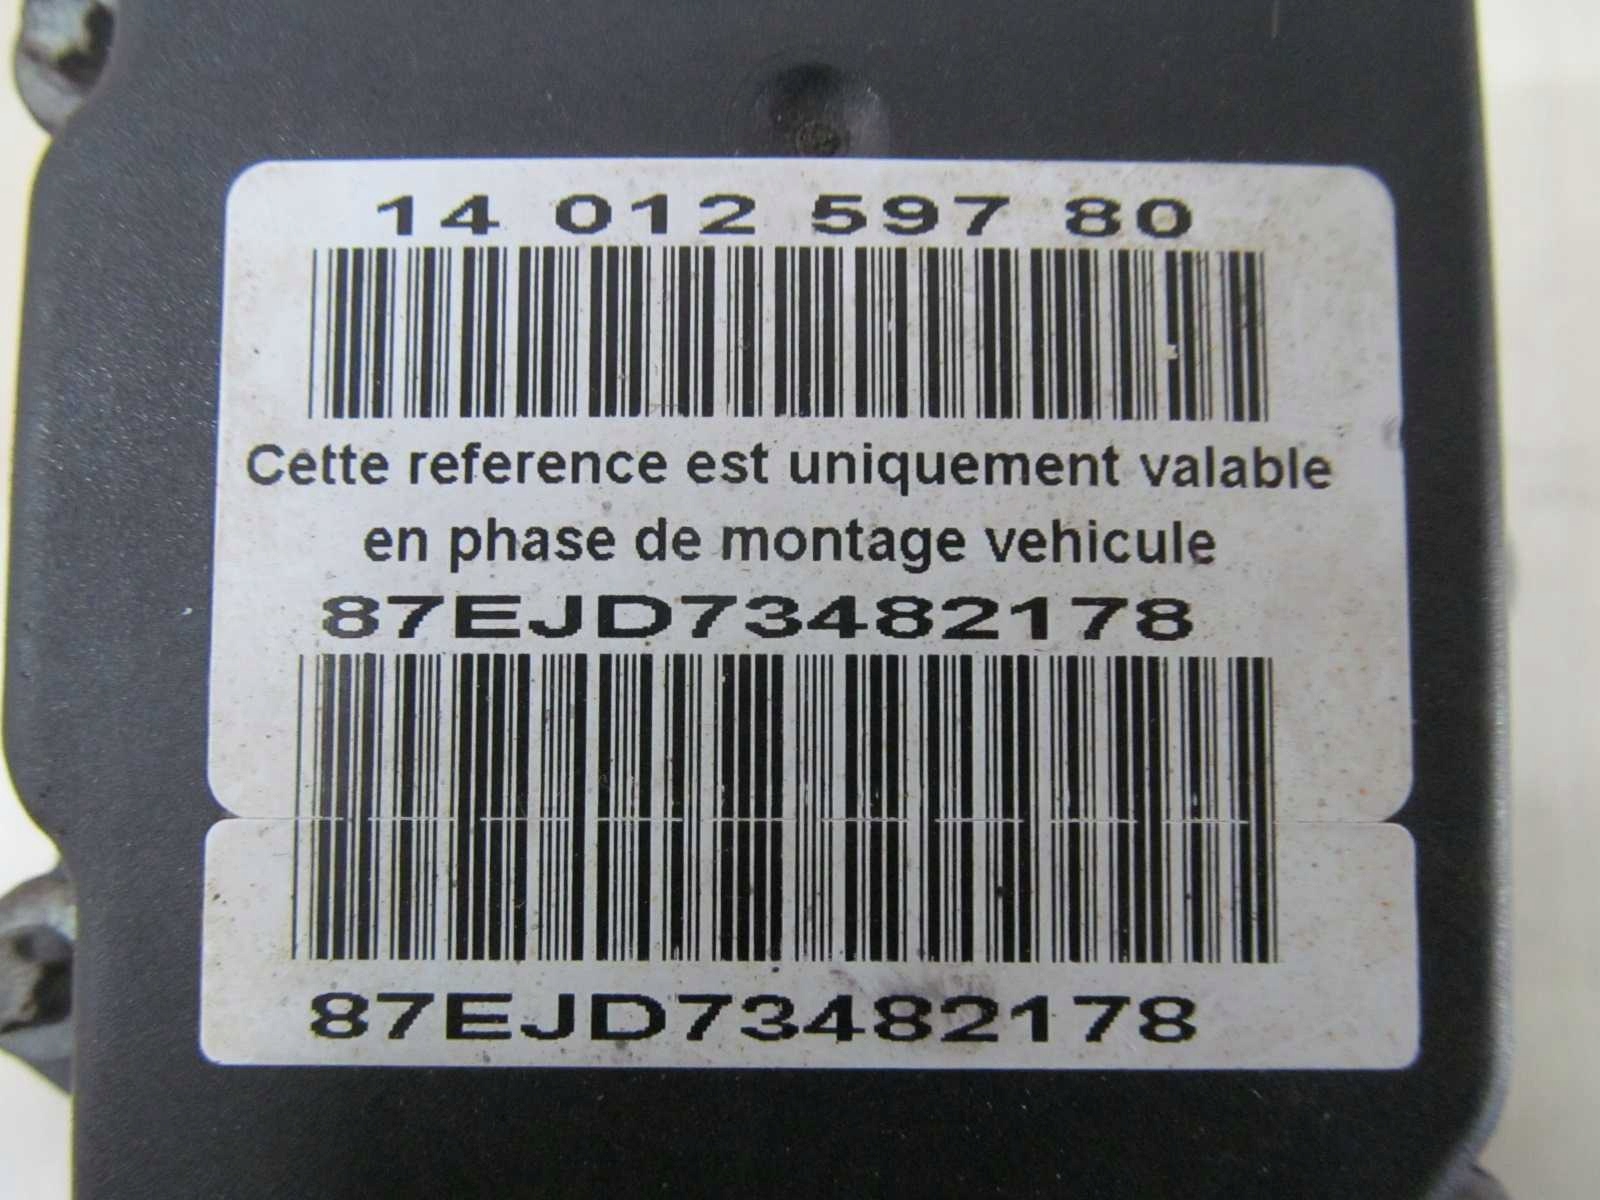 14 012 597 80
Cette reference est uniquement valable
en phase de montage vehicule
87EJD73482178
87EJD73482178